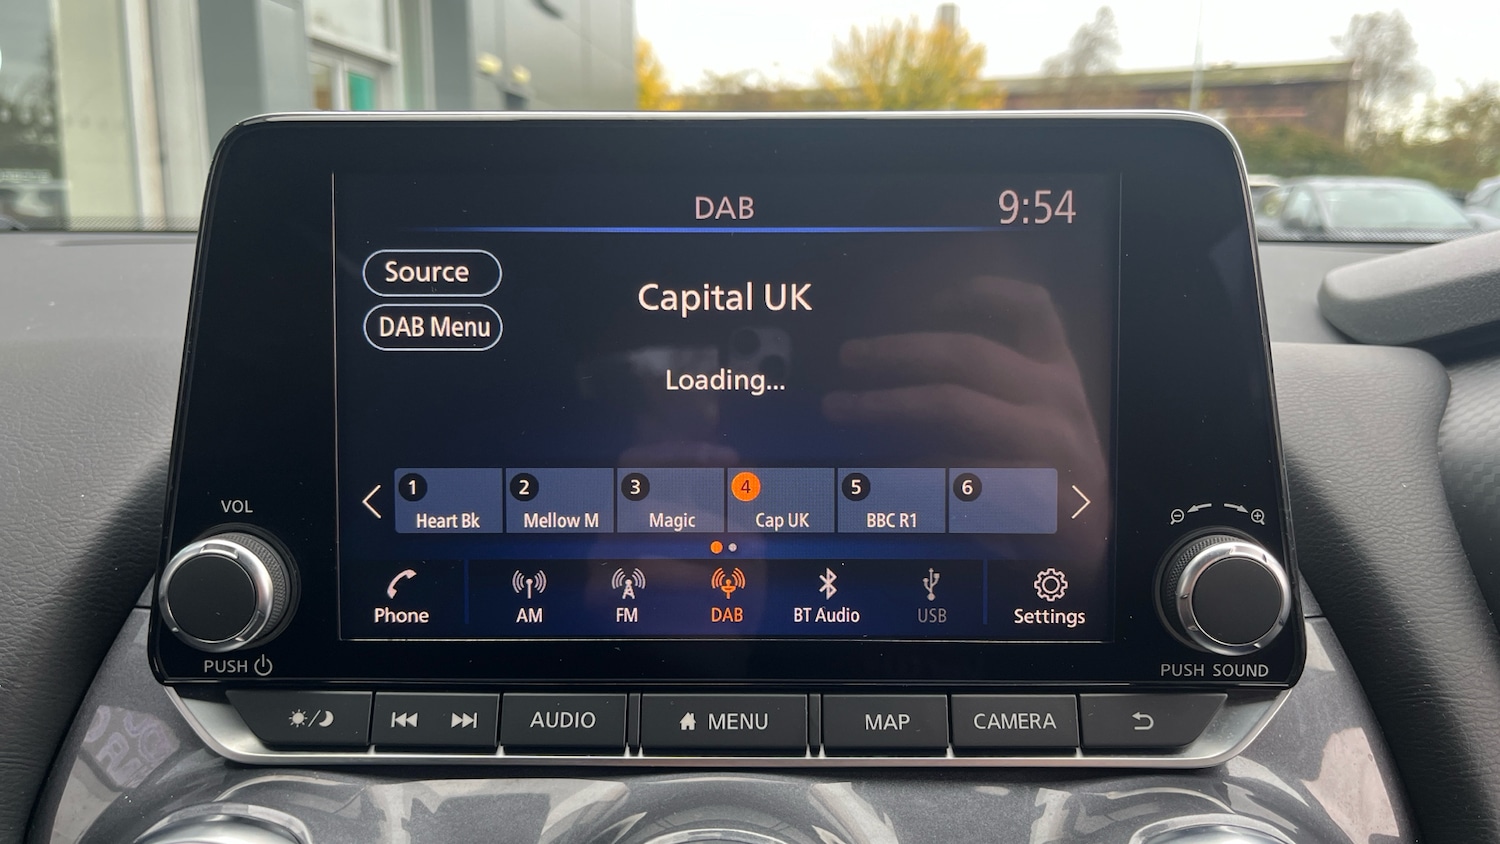 DAB
9:54
Source
DAB Menu
Capital UK
Loading...
1 2 3 4 5 6
Heart Bk Mellow M Magic Cap UK BBC R1
Phone AM FM DAB BT Audio USB Settings
VOL
PUSH
PUSH SOUND
AUDIO MENU MAP CAMERA